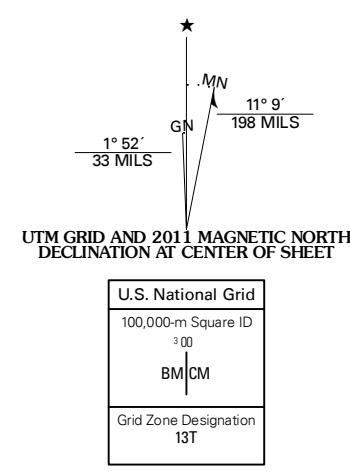 ★
MN
GN
11° 9´
198 MILS
1° 52´
33 MILS
UTM GRID AND 2011 MAGNETIC NORTH
DECLINATION AT CENTER OF SHEET
U.S. National Grid
100,000-m Square ID
3 00
BM CM
Grid Zone Designation
13T